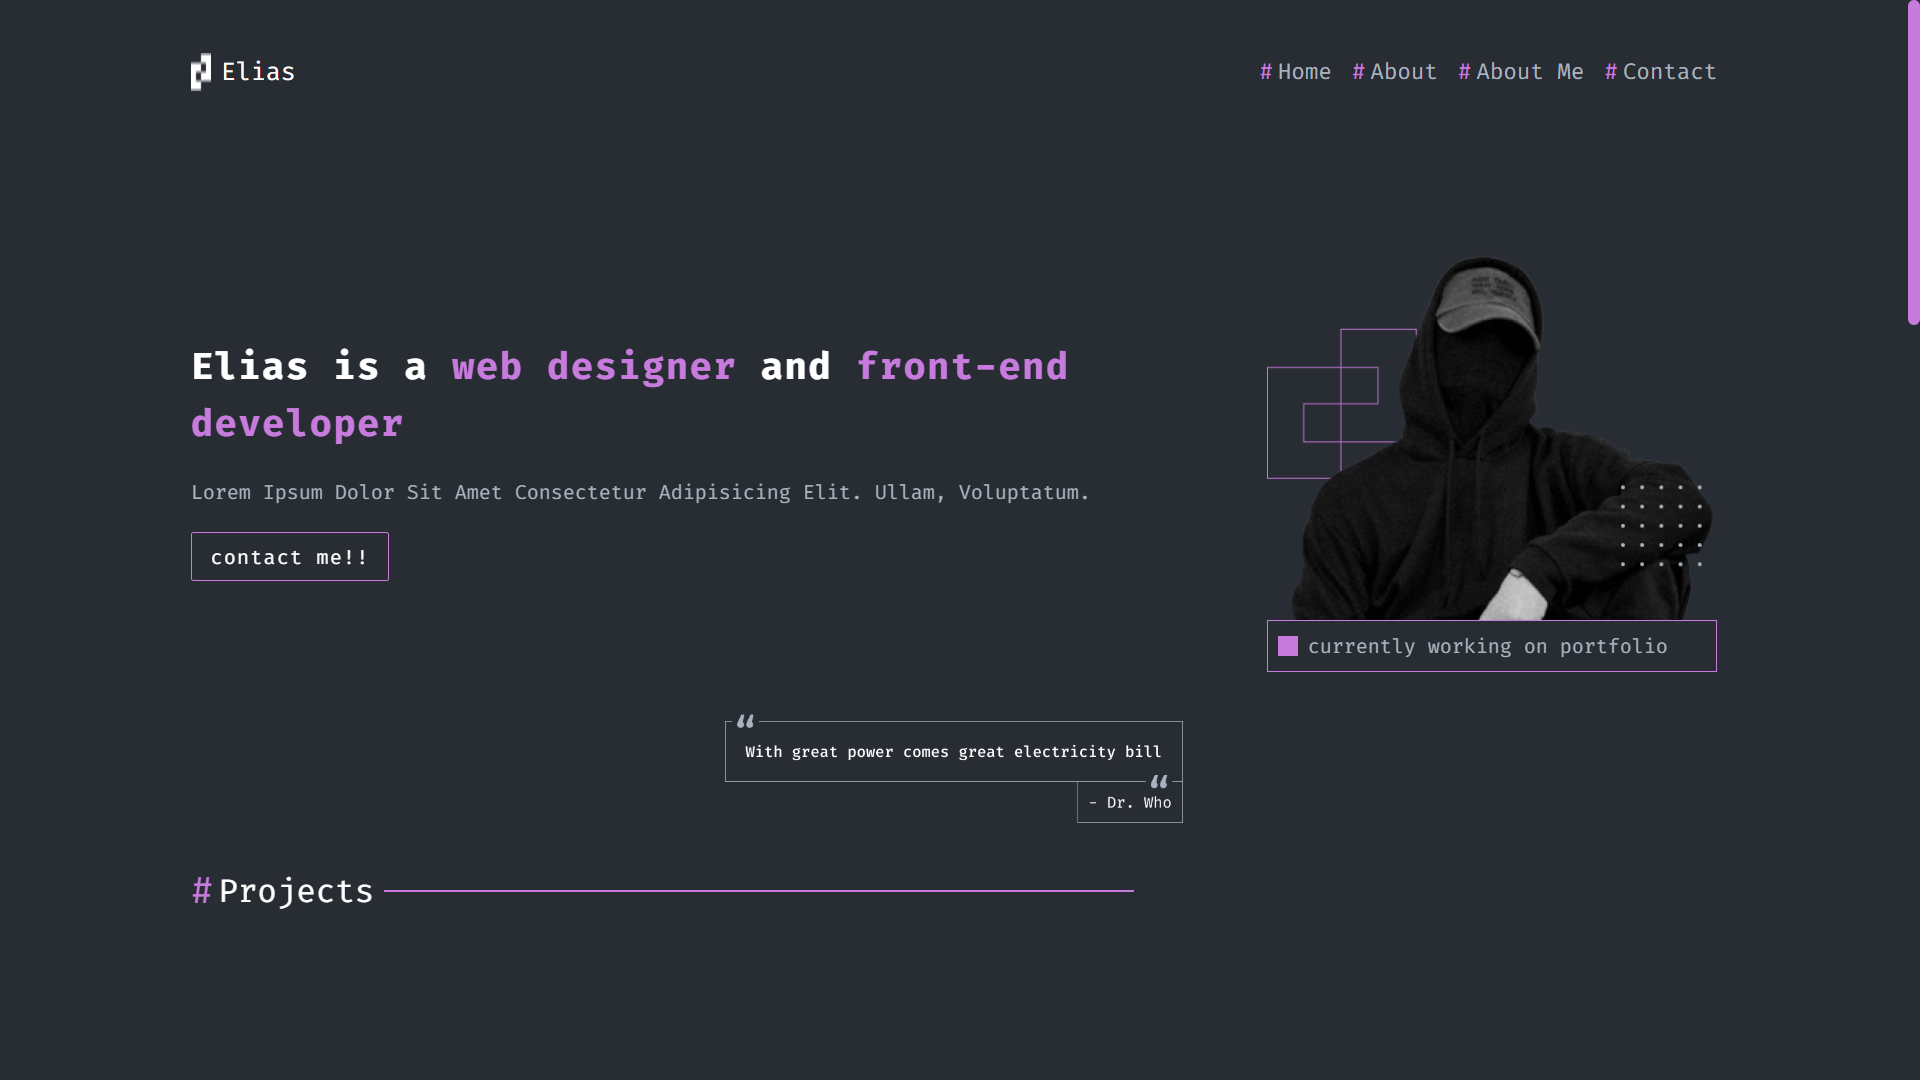 Elias
#Home #About #About Me #Contact
Elias is a web designer and front-end
developer
Lorem Ipsum Dolor Sit Amet Consectetur Adipisicing Elit. Ullam, Voluptatum.
contact me!!
currently working on portfolio
“
With great power comes great electricity bill
“
- Dr. Who
#Projects